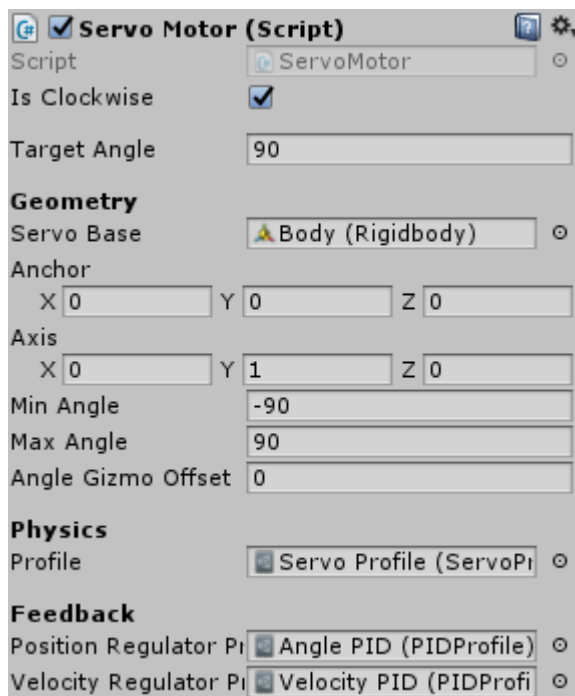 Servo Motor (Script)
Script ServoMotor
Is Clockwise
Target Angle 90
Geometry
Servo Base Body (Rigidbody)
Anchor
X 0 Y 0 Z 0
Axis
X 0 Y 1 Z 0
Min Angle -90
Max Angle 90
Angle Gizmo Offset 0
Physics
Profile Servo Profile (ServoPr
Feedback
Position Regulator Pr Angle PID (PIDProfile)
Velocity Regulator Pr Velocity PID (PIDProfi